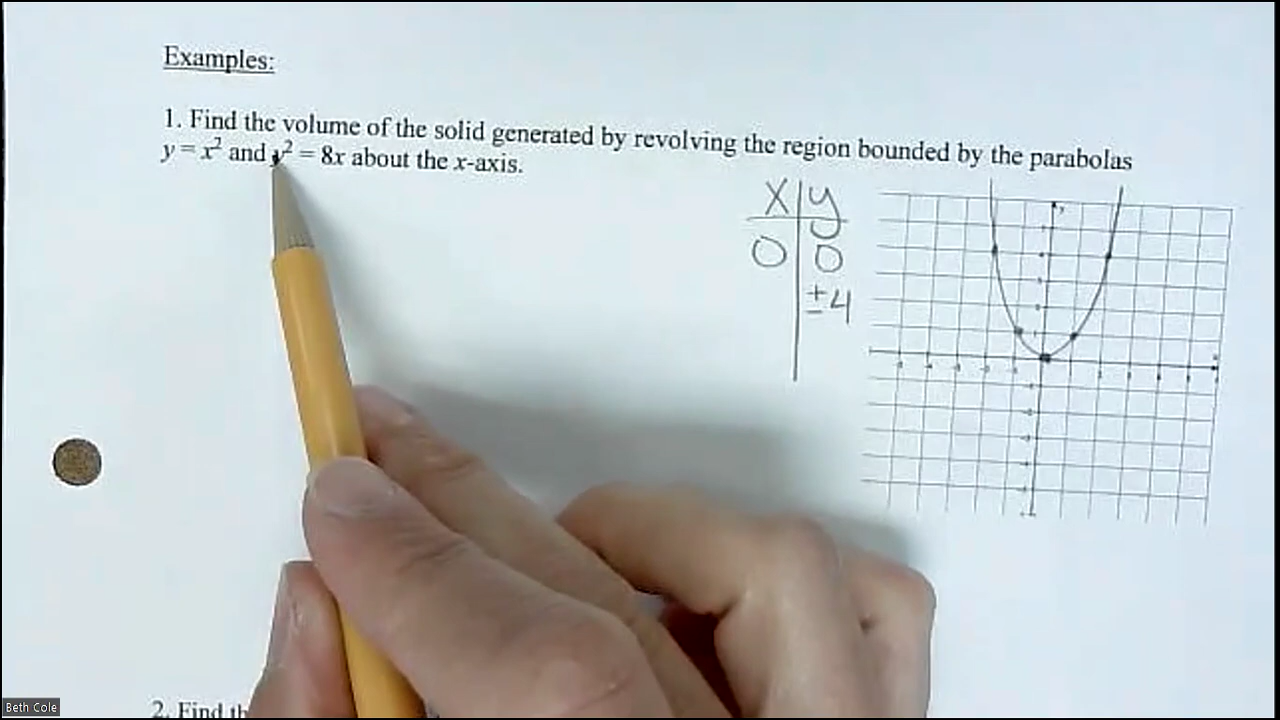 Examples:
1. Find the volume of the solid generated by revolving the region bounded by the parabolas
y = x² and y² = 8x about the x-axis.
x y
0 0
±4
y
2. Find th
Beth Cole